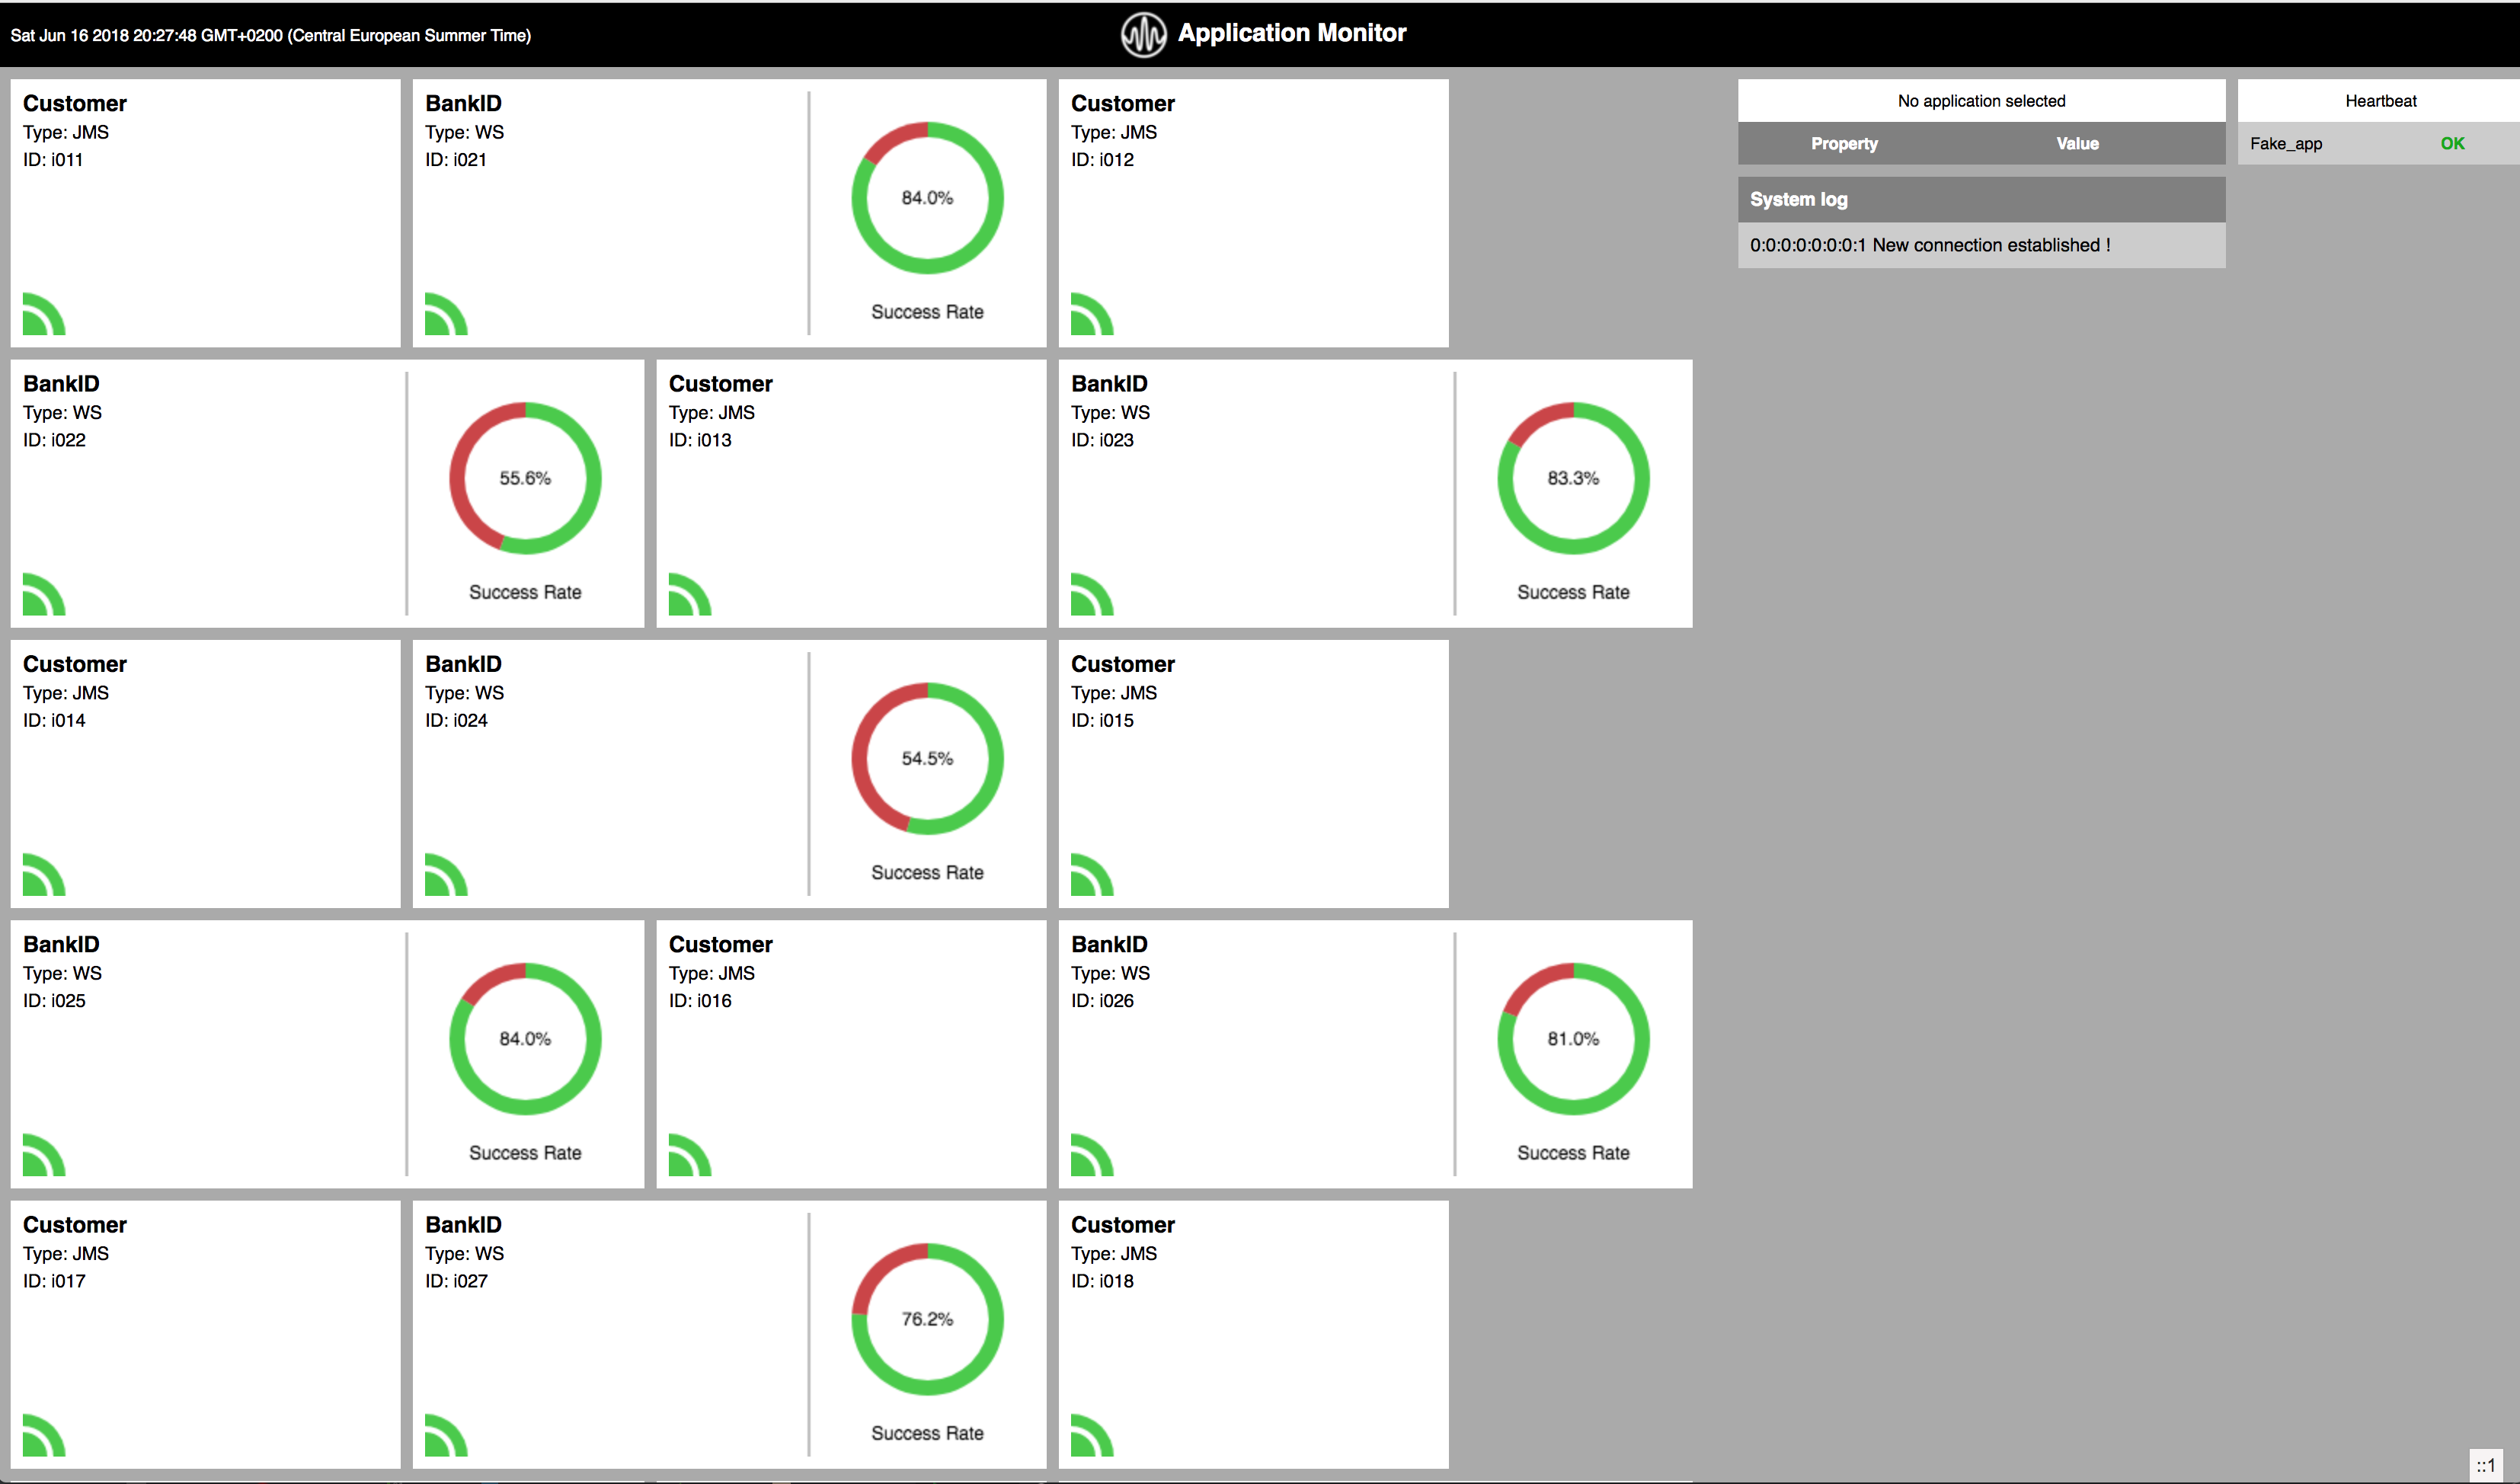 Sat Jun 16 2018 20:27:48 GMT+0200 (Central European Summer Time)
Application Monitor
Customer
Type: JMS
ID: i011
BankID
Type: WS
ID: i021
84.0%
Success Rate
Customer
Type: JMS
ID: i012
BankID
Type: WS
ID: i022
55.6%
Success Rate
Customer
Type: JMS
ID: i013
BankID
Type: WS
ID: i023
83.3%
Success Rate
Customer
Type: JMS
ID: i014
BankID
Type: WS
ID: i024
54.5%
Success Rate
Customer
Type: JMS
ID: i015
BankID
Type: WS
ID: i025
84.0%
Success Rate
Customer
Type: JMS
ID: i016
BankID
Type: WS
ID: i026
81.0%
Success Rate
Customer
Type: JMS
ID: i017
BankID
Type: WS
ID: i027
76.2%
Success Rate
Customer
Type: JMS
ID: i018
No application selected
Property Value
System log
0:0:0:0:0:0:0:1 New connection established !
Heartbeat
Fake_app OK
::1